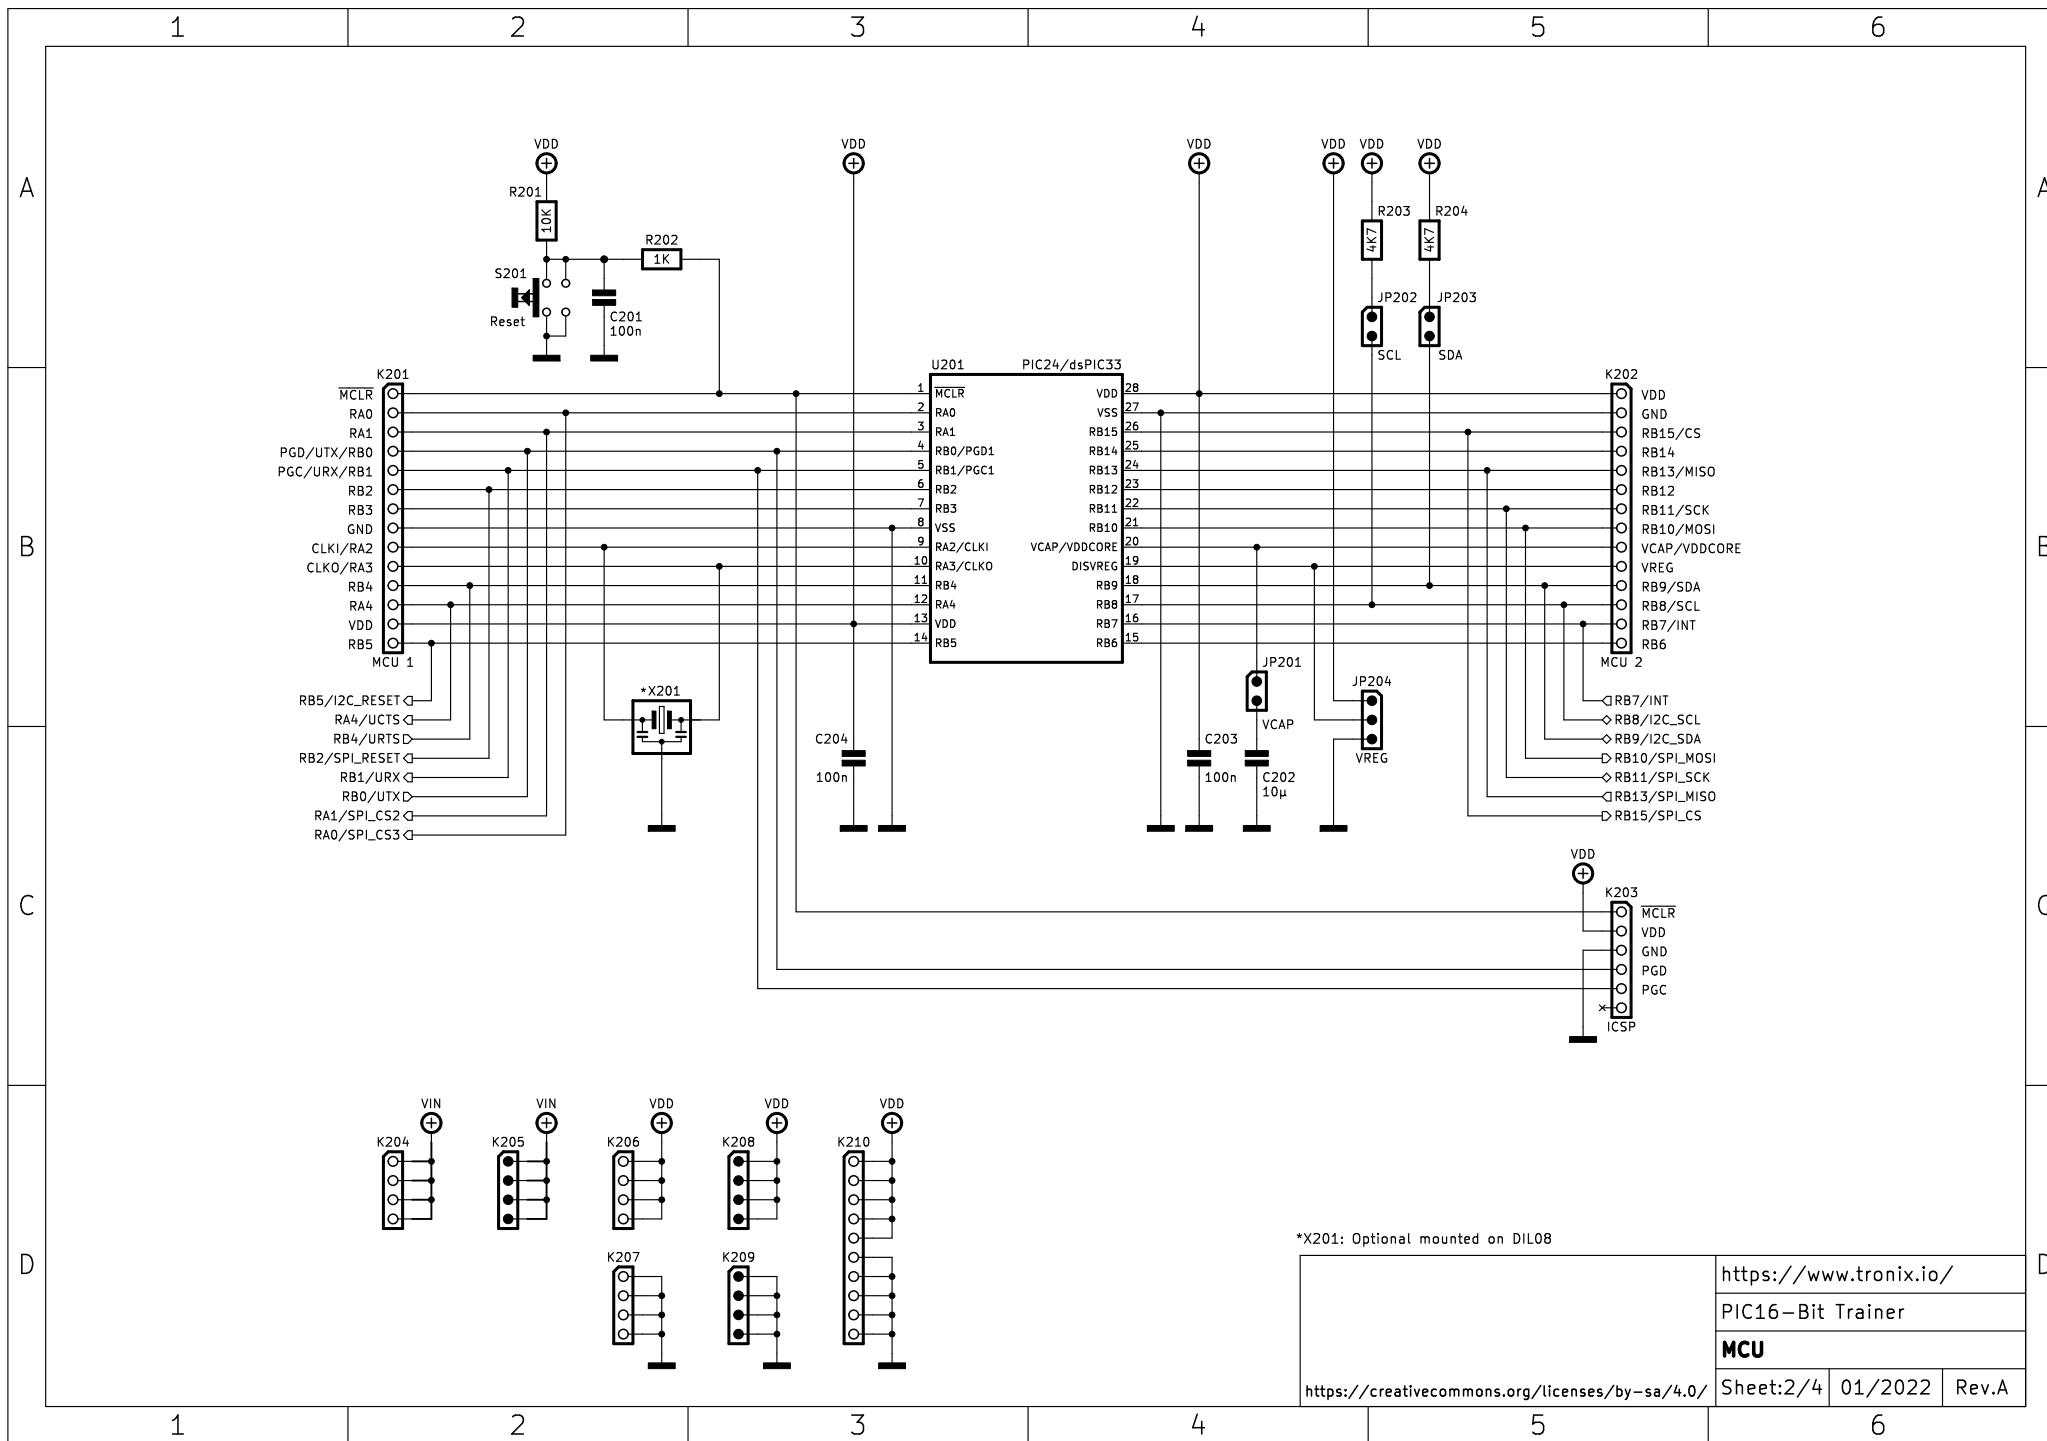 1 2 3 4 5 6
A A
VDD VDD VDD VDD VDD VDD
R201
10K
R202
1K
S201
Reset
C201
100n
R203 R204
4K7 4K7
JP202 JP203
SCL SDA
K201 U201 PIC24/dsPIC33 K202
MCLR 1 MCLR VDD 28 VDD
RA0 2 RA0 VSS 27 GND
RA1 3 RA1 RB15 26 RB15/CS
PGD/UTX/RB0 4 RB0/PGD1 RB14 25 RB14
PGC/URX/RB1 5 RB1/PGC1 RB13 24 RB13/MISO
RB2 6 RB2 RB12 23 RB12
RB3 7 RB3 RB11 22 RB11/SCK
GND 8 VSS RB10 21 RB10/MOSI
B B
CLKI/RA2 9 RA2/CLKI VCAP/VDDCORE 20 VCAP/VDDCORE
CLKO/RA3 10 RA3/CLKO DISVREG 19 VREG
RB4 11 RB4 RB9 18 RB9/SDA
RA4 12 RA4 RB8 17 RB8/SCL
VDD 13 VDD RB7 16 RB7/INT
RB5 14 RB5 RB6 15 RB6
MCU 1 MCU 2
JP201
VCAP
JP204
VREG
*X201
RB5/I2C_RESET RB7/INT
RA4/UCTS RB8/I2C_SCL
RB4/URTS RB9/I2C_SDA
RB2/SPI_RESET RB10/SPI_MOSI
RB1/URX RB11/SPI_SCK
RB0/UTX RB13/SPI_MISO
RA1/SPI_CS2 RB15/SPI_CS
RA0/SPI_CS3
C204
100n
C203
100n
C202
10µ
VDD
C C
K203
MCLR
VDD
GND
PGD
PGC
ICSP
VIN VIN VDD VDD VDD
K204 K205 K206 K208 K210
K207 K209
D D
*X201: Optional mounted on DIL08
https://www.tronix.io/
PIC16-Bit Trainer
MCU
https://creativecommons.org/licenses/by-sa/4.0/ Sheet:2/4 01/2022 Rev.A
1 2 3 4 5 6